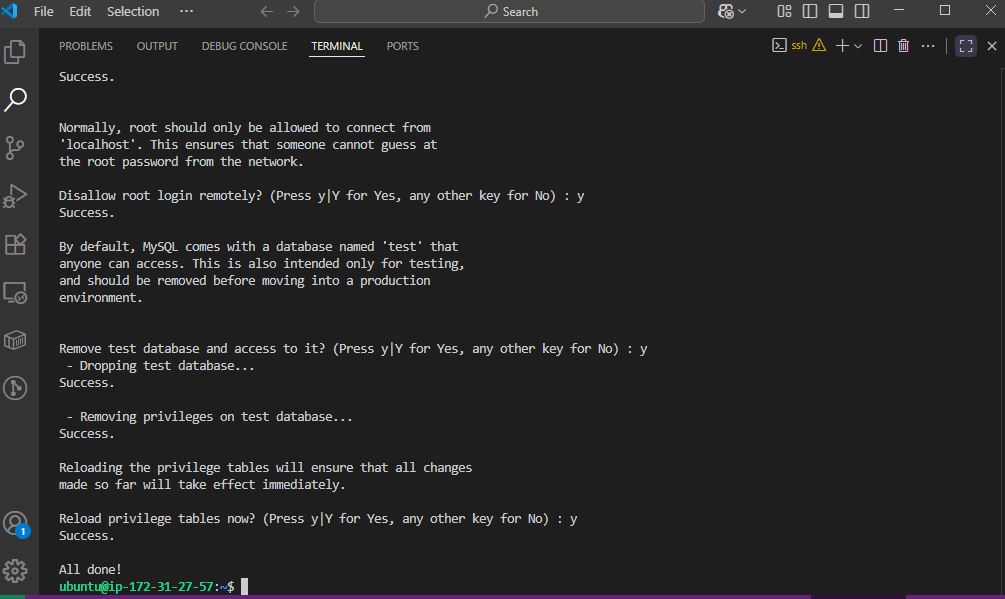 File Edit Selection ··· Search
PROBLEMS OUTPUT DEBUG CONSOLE TERMINAL PORTS ssh
Success.
Normally, root should only be allowed to connect from
'localhost'. This ensures that someone cannot guess at
the root password from the network.
Disallow root login remotely? (Press y|Y for Yes, any other key for No) : y
Success.
By default, MySQL comes with a database named 'test' that
anyone can access. This is also intended only for testing,
and should be removed before moving into a production
environment.
Remove test database and access to it? (Press y|Y for Yes, any other key for No) : y
 - Dropping test database...
Success.
 - Removing privileges on test database...
Success.
Reloading the privilege tables will ensure that all changes
made so far will take effect immediately.
Reload privilege tables now? (Press y|Y for Yes, any other key for No) : y
Success.
1
All done!
ubuntu@ip-172-31-27-57:~$